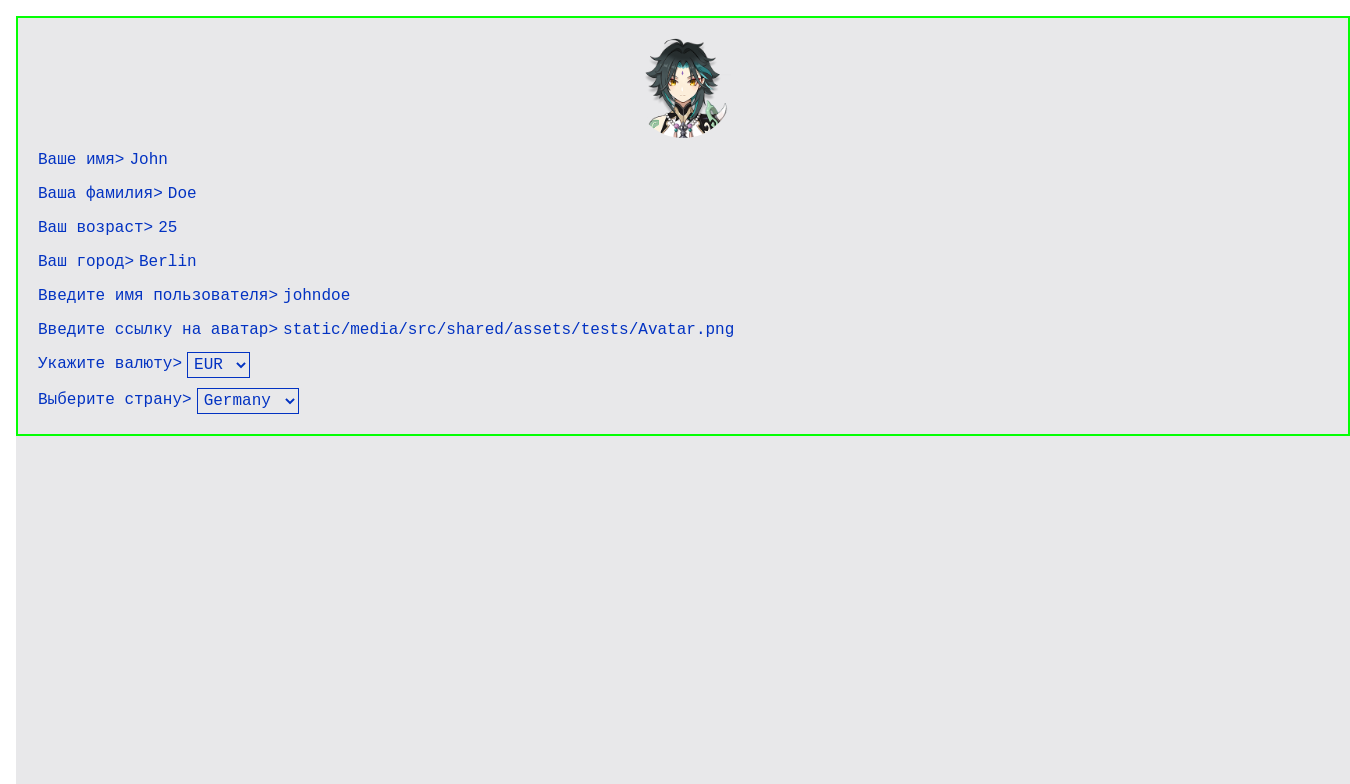 Ваше имя> John
Ваша фамилия> Doe
Ваш возраст> 25
Ваш город> Berlin
Введите имя пользователя> johndoe
Введите ссылку на аватар> static/media/src/shared/assets/tests/Avatar.png
Укажите валюту> EUR
Выберите страну> Germany